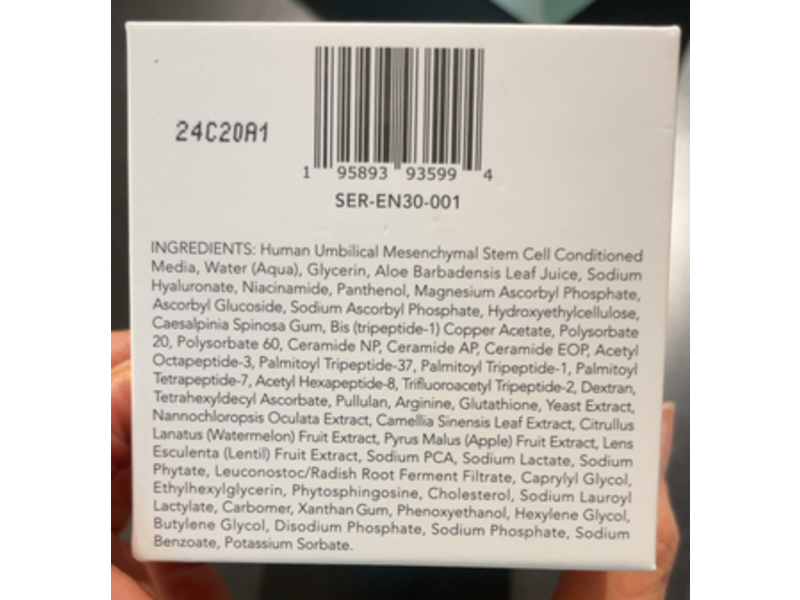 24C20A1
1 95893 93599 4
SER-EN30-001
INGREDIENTS: Human Umbilical Mesenchymal Stem Cell Conditioned
Media, Water (Aqua), Glycerin, Aloe Barbadensis Leaf Juice, Sodium
Hyaluronate, Niacinamide, Panthenol, Magnesium Ascorbyl Phosphate,
Ascorbyl Glucoside, Sodium Ascorbyl Phosphate, Hydroxyethylcellulose,
Caesalpinia Spinosa Gum, Bis (tripeptide-1) Copper Acetate, Polysorbate
20, Polysorbate 60, Ceramide NP, Ceramide AP, Ceramide EOP, Acetyl
Octapeptide-3, Palmitoyl Tripeptide-37, Palmitoyl Tripeptide-1, Palmitoyl
Tetrapeptide-7, Acetyl Hexapeptide-8, Trifluoroacetyl Tripeptide-2, Dextran,
Tetrahexyldecyl Ascorbate, Pullulan, Arginine, Glutathione, Yeast Extract,
Nannochloropsis Oculata Extract, Camellia Sinensis Leaf Extract, Citrullus
Lanatus (Watermelon) Fruit Extract, Pyrus Malus (Apple) Fruit Extract, Lens
Esculenta (Lentil) Fruit Extract, Sodium PCA, Sodium Lactate, Sodium
Phytate, Leuconostoc/Radish Root Ferment Filtrate, Caprylyl Glycol,
Ethylhexylglycerin, Phytosphingosine, Cholesterol, Sodium Lauroyl
Lactylate, Carbomer, Xanthan Gum, Phenoxyethanol, Hexylene Glycol,
Butylene Glycol, Disodium Phosphate, Sodium Phosphate, Sodium
Benzoate, Potassium Sorbate.